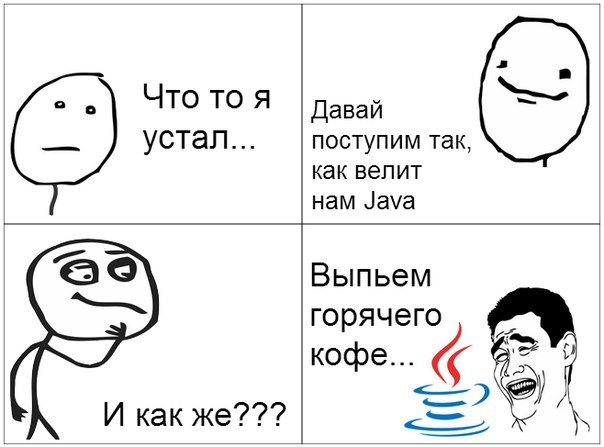 Что то я
устал...
Давай
поступим так,
как велит
нам Java
И как же???
Выпьем
горячего
кофе...